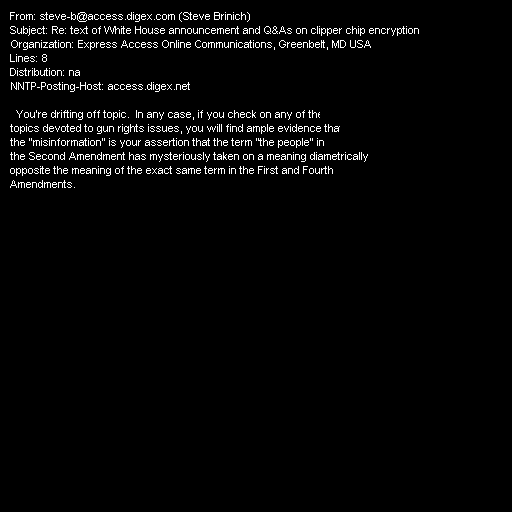 From: steve-b@access.digex.com (Steve Brinich)
Subject: Re: text of White House announcement and Q&As on clipper chip encryption
Organization: Express Access Online Communications, Greenbelt, MD USA
Lines: 8
Distribution: na
NNTP-Posting-Host: access.digex.net

You're drifting off topic. In any case, if you check on any of the
topics devoted to gun rights issues, you will find ample evidence tha
the "misinformation" is your assertion that the term "the people" in
the Second Amendment has mysteriously taken on a meaning diametrically
opposite the meaning of the exact same term in the First and Fourth
Amendments.